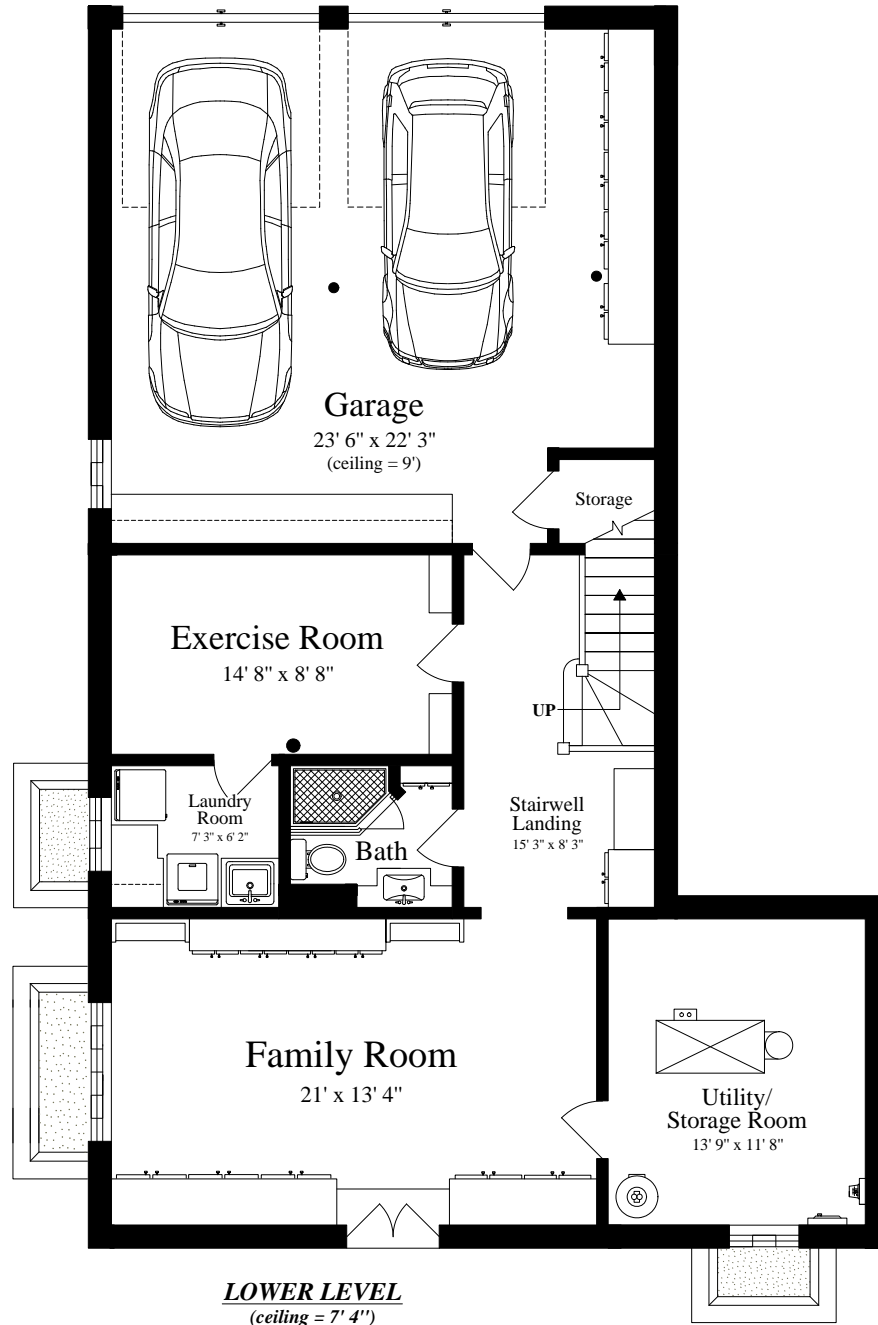 Garage
23' 6" x 22' 3"
(ceiling = 9')
Storage
Exercise Room
14' 8" x 8' 8"
UP
Laundry
Room
7' 3" x 6' 2"
Bath
Stairwell
Landing
15' 3" x 8' 3"
Family Room
21' x 13' 4"
Utility/
Storage Room
13' 9" x 11' 8"
LOWER LEVEL
(ceiling = 7' 4")